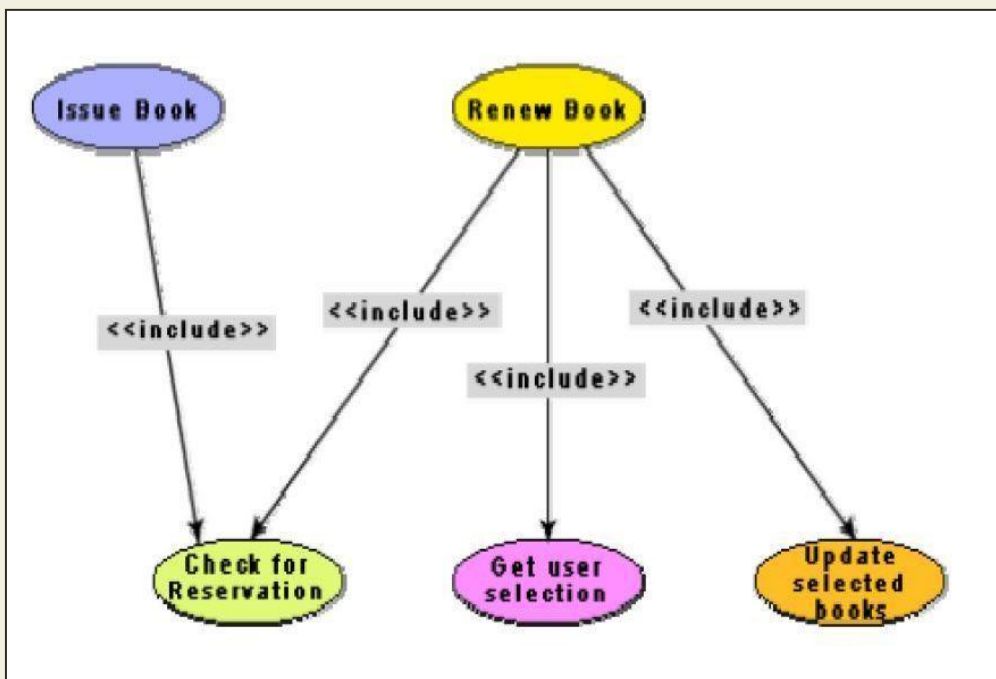 Issue Book
Renew Book
<<include>>
<<include>>
<<include>>
<<include>>
Check for
Reservation
Get user
selection
Update
selected
books